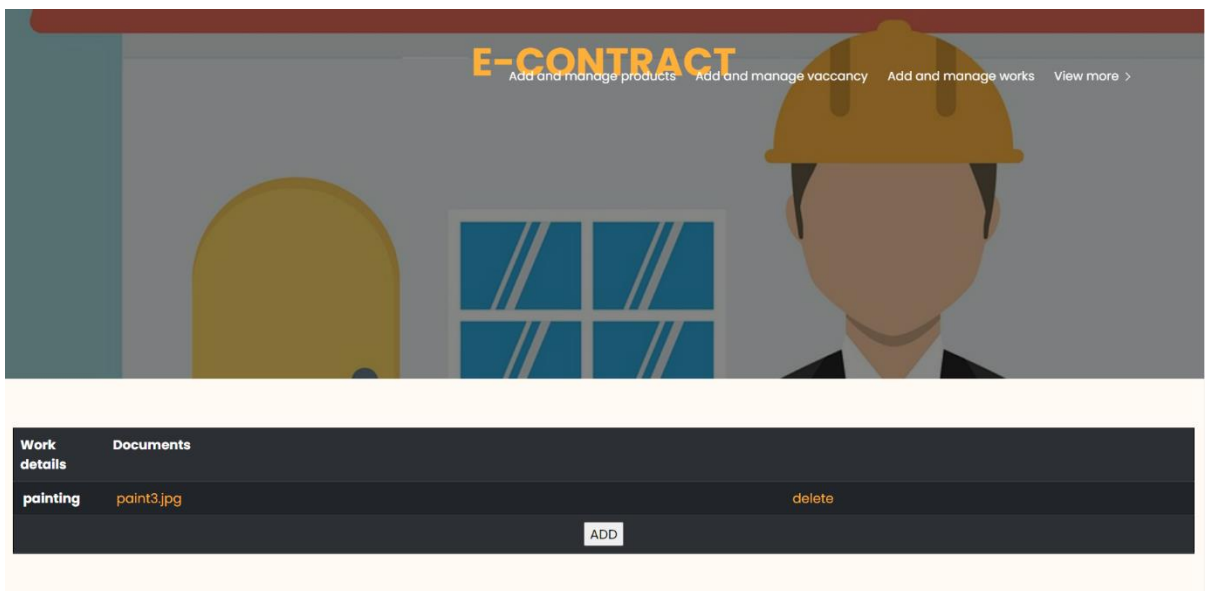 E-CONTRACT
Add and manage products Add and manage vaccancy Add and manage works View more >
Work details Documents
painting paint3.jpg delete
ADD